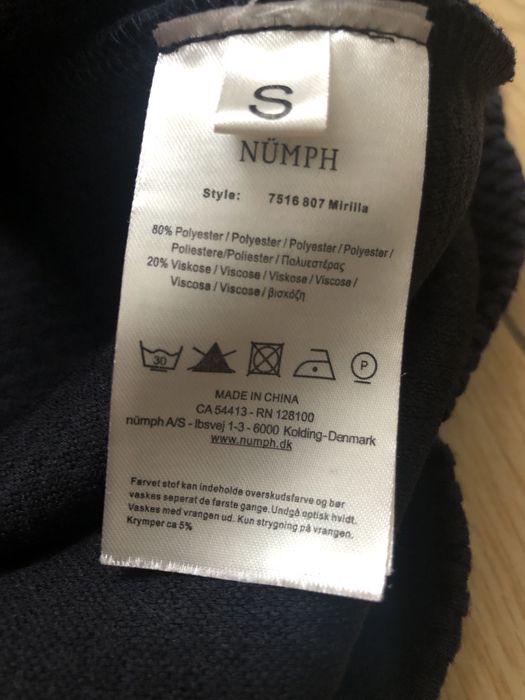 S
NÜMPH
Style: 7516807 Mirilla
80% Polyester / Polyester / Polyester / Polyester /
Poliestere/Poliester / Πολυεστέρας
20% Viskose / Viscose / Viskose / Viscose /
Viscosa / Viscose / βισκόζη
30
P
MADE IN CHINA
CA 54413 - RN 128100
nümph A/S - Ibsvej 1-3 - 6000 Kolding-Denmark
www.numph.dk
Farvet stof kan indeholde overskudsfarve og bør
vaskes seperat de første gange. Undgå optisk hvidt.
Vaskes med vrangen ud. Kun strygning på vrangen.
Krymper ca 5%